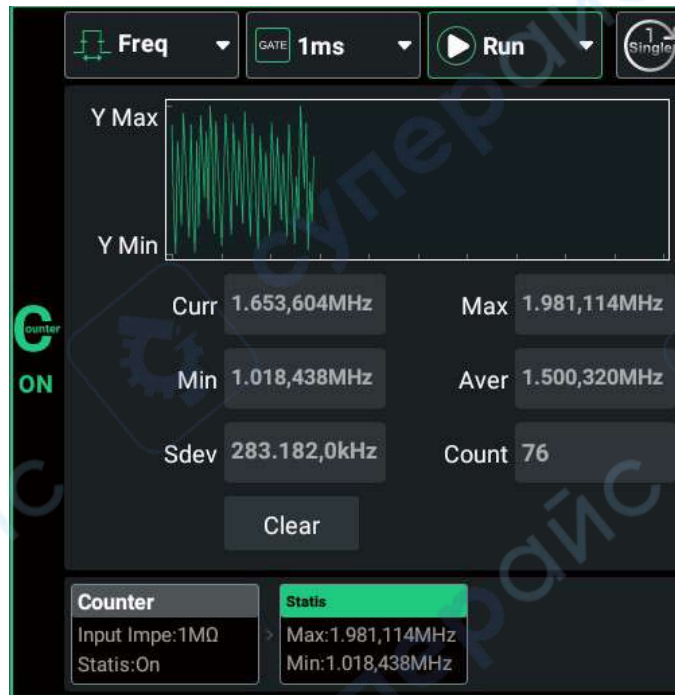 Freq
GATE 1ms
Run
1 Single
Y Max
Y Min
Curr 1.653,604MHz
Max 1.981,114MHz
Counter
ON
Min 1.018,438MHz
Aver 1.500,320MHz
Sdev 283.182,0kHz
Count 76
Clear
Counter
Input Impe:1MΩ
Statis:On
Statis
Max:1.981,114MHz
Min:1.018,438MHz
суперайс